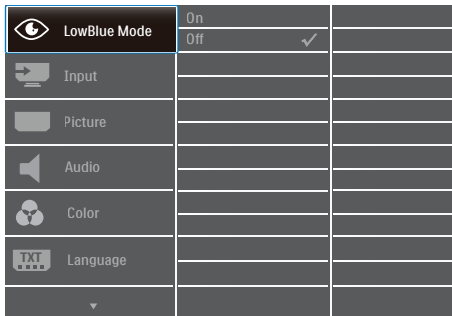 LowBlue Mode
On
Off
Input
Picture
Audio
Color
TXT
Language